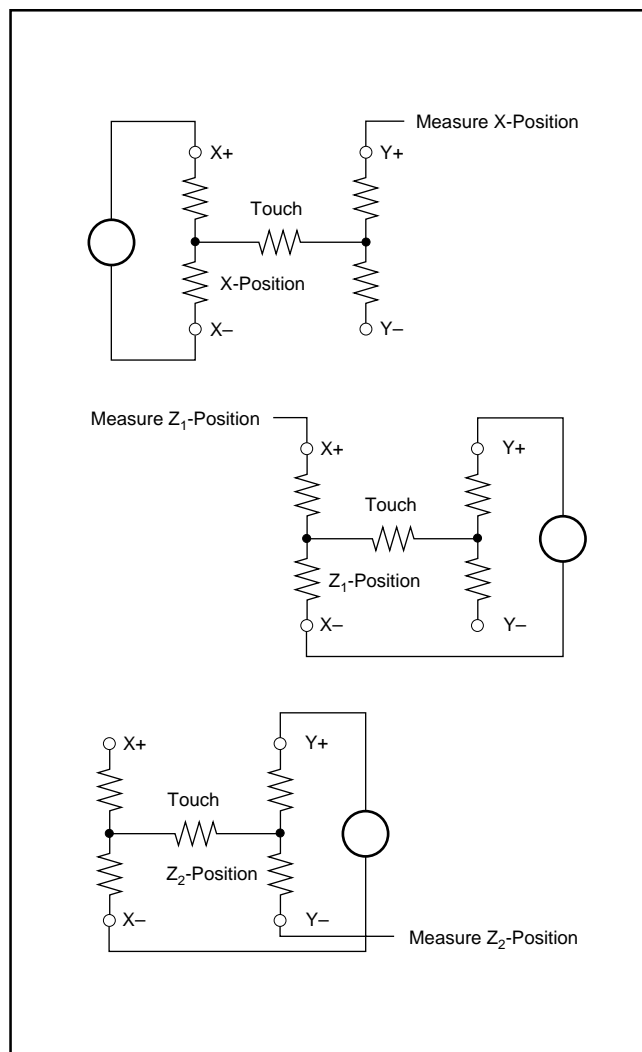 Measure X-Position
X+ Y+
Touch
X-Position
X– Y–
Measure Z₁-Position
X+ Y+
Touch
Z₁-Position
X– Y–
X+ Y+
Touch
Z₂-Position
X– Y–
Measure Z₂-Position